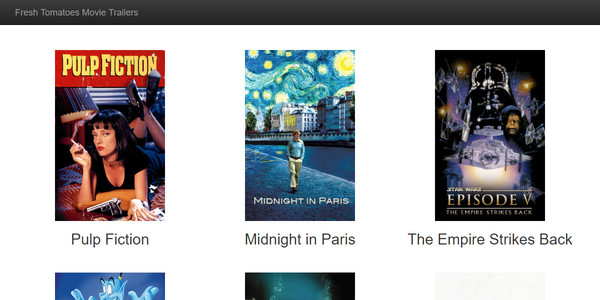 Fresh Tomatoes Movie Trailers
PULP FICTION
MIDNIGHT IN PARIS
STAR WARS
EPISODE V
THE EMPIRE STRIKES BACK
Pulp Fiction
Midnight in Paris
The Empire Strikes Back